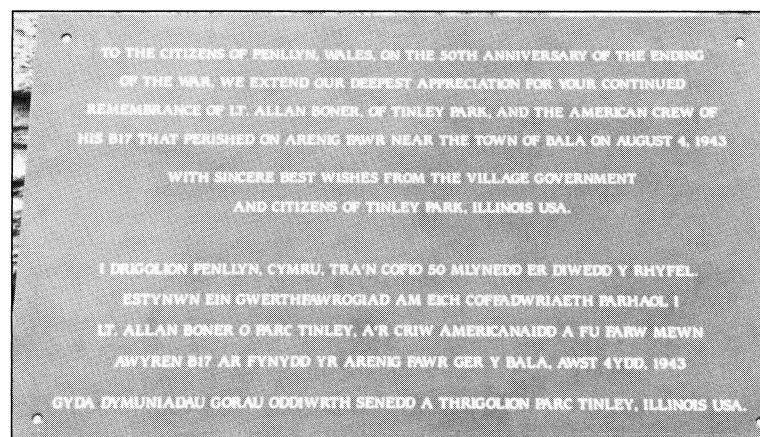 TO THE CITIZENS OF PENLLYN, WALES, ON THE 50TH ANNIVERSARY OF THE ENDING
OF THE WAR, WE EXTEND OUR DEEPEST APPRECIATION FOR YOUR CONTINUED
REMEMBRANCE OF LT. ALLAN BONER, OF TINLEY PARK, AND THE AMERICAN CREW OF
HIS B17 THAT PERISHED ON ARENIG FAWR NEAR THE TOWN OF BALA ON AUGUST 4, 1943
WITH SINCERE BEST WISHES FROM THE VILLAGE GOVERNMENT
AND CITIZENS OF TINLEY PARK, ILLINOIS USA.
I DRIGOLION PENLLYN, CYMRU, TRA'N COFIO 50 MLYNEDD ER DIWEDD Y RHYFEL,
ESTYNWN EIN GWERTHFAWROGIAD AM EICH COFFADWRIAETH PARHAOL I
LT. ALLAN BONER O PARC TINLEY, A'R CRIW AMERICANAIDD A FU FARW MEWN
AWYREN B17 AR FYNYDD YR ARENIG FAWR GER Y BALA, AWST 4YDD, 1943
GYDA DYMUNIADAU GORAU ODDIWRTH SENEDD A THRIGOLION PARC TINLEY, ILLINOIS USA.